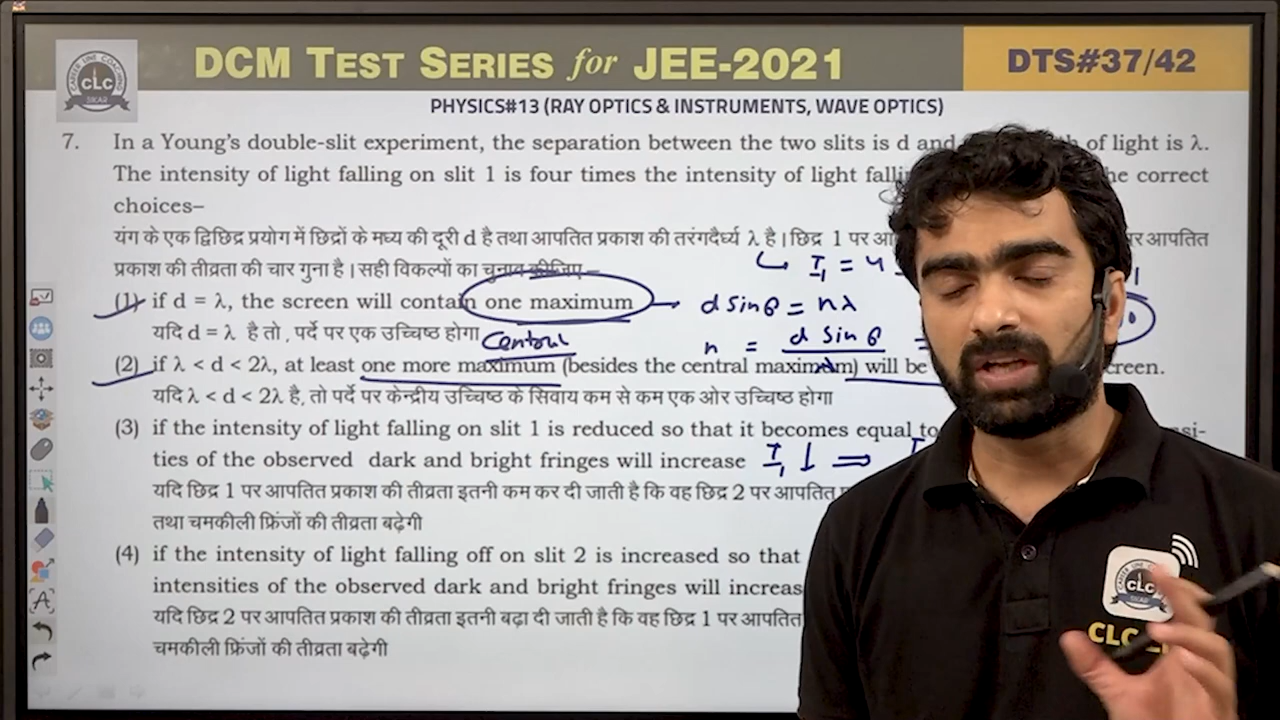 DCM TEST SERIES for JEE-2021
DTS#37/42
CLC
SIKAR
PHYSICS#13 (RAY OPTICS & INSTRUMENTS, WAVE OPTICS)
7. In a Young's double-slit experiment, the separation between the two slits is d and of light is λ.
The intensity of light falling on slit 1 is four times the intensity of light he correct
choices–
यंग के एक द्विछिद्र प्रयोग में छिद्रों के मध्य की दूरी d है तथा आपतित प्रकाश की तरंगदैर्ध्य λ है। छिद्र 1 पर आपतित
प्रकाश की तीव्रता की चार गुना है। सही विकल्पों का चुनाव कीजिए–
I₁ = 4
(1) if d = λ, the screen will contain one maximum
d sinθ = nλ
यदि d = λ है तो , पर्दे पर एक उच्चिष्ठ होगा
Central
n = d sinθ / λ =
(2) if λ < d < 2λ, at least one more maximum (besides the central maximum) will be creen.
यदि λ < d < 2λ है, तो पर्दे पर केन्द्रीय उच्चिष्ठ के सिवाय कम से कम एक ओर उच्चिष्ठ होगा
(3) if the intensity of light falling on slit 1 is reduced so that it becomes equal to si-
ties of the observed dark and bright fringes will increase I₁ ↓ ⇒ I
यदि छिद्र 1 पर आपतित प्रकाश की तीव्रता इतनी कम कर दी जाती है कि वह छिद्र 2 पर आपतित
तथा चमकीली फ्रिंजों की तीव्रता बढ़ेगी
(4) if the intensity of light falling off on slit 2 is increased so that
intensities of the observed dark and bright fringes will increas
यदि छिद्र 2 पर आपतित प्रकाश की तीव्रता इतनी बढ़ा दी जाती है कि वह छिद्र 1 पर आपतित
चमकीली फ्रिंजों की तीव्रता बढ़ेगी
CLC
SIKAR
CLC